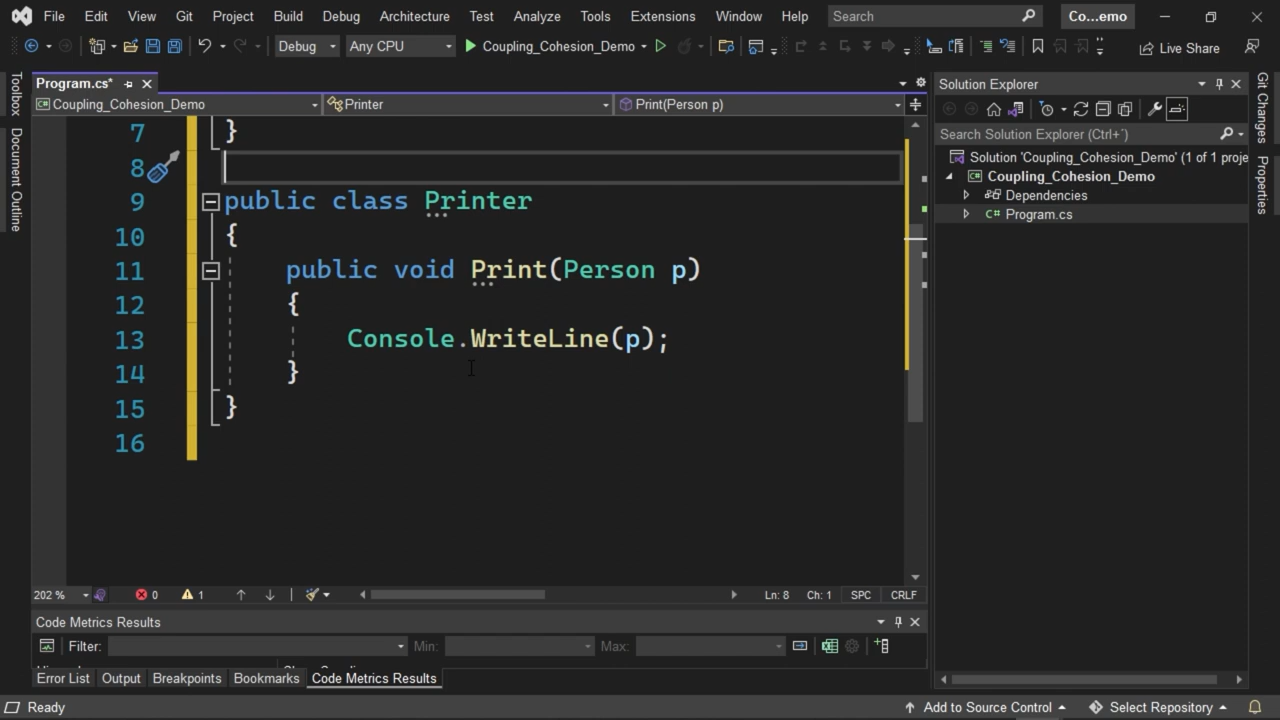 File Edit View Git Project Build Debug Architecture Test Tools Analyze Extensions Window Help Search Co...emo
Debug Any CPU Coupling_Cohesion_Demo Live Share
Toolbox
Document Outline
Program.cs*
Coupling_Cohesion_Demo Printer Print(Person p)
7 }
8
9 public class Printer
10 {
11 public void Print(Person p)
12 {
13 Console.WriteLine(p);
14 }
15 }
16
202 % 0 1 Ln: 8 Ch: 1 SPC CRLF
Code Metrics Results
Filter: Min: Max:
Error List Output Breakpoints Bookmarks Code Metrics Results
Solution Explorer
Search Solution Explorer (Ctrl+´)
Solution 'Coupling_Cohesion_Demo' (1 of 1 proje
Coupling_Cohesion_Demo
Dependencies
C# Program.cs
Git Changes
Properties
Ready Add to Source Control Select Repository